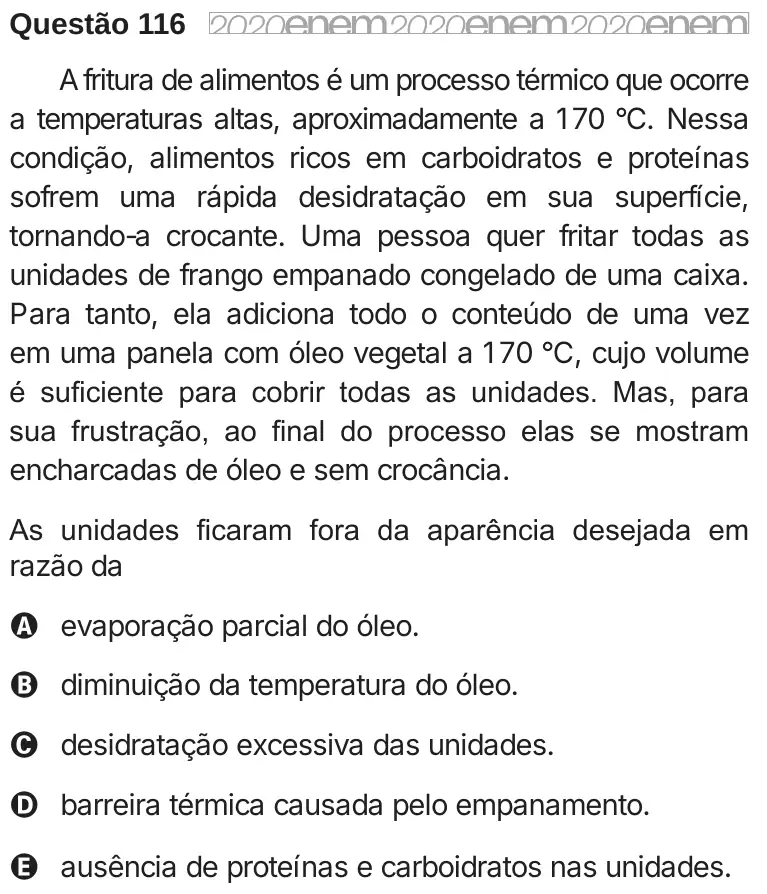 Questão 116 2020enem2020enem2020enem
A fritura de alimentos é um processo térmico que ocorre
a temperaturas altas, aproximadamente a 170 °C. Nessa
condição, alimentos ricos em carboidratos e proteínas
sofrem uma rápida desidratação em sua superfície,
tornando-a crocante. Uma pessoa quer fritar todas as
unidades de frango empanado congelado de uma caixa.
Para tanto, ela adiciona todo o conteúdo de uma vez
em uma panela com óleo vegetal a 170 °C, cujo volume
é suficiente para cobrir todas as unidades. Mas, para
sua frustração, ao final do processo elas se mostram
encharcadas de óleo e sem crocância.
As unidades ficaram fora da aparência desejada em
razão da
A evaporação parcial do óleo.
B diminuição da temperatura do óleo.
C desidratação excessiva das unidades.
D barreira térmica causada pelo empanamento.
E ausência de proteínas e carboidratos nas unidades.